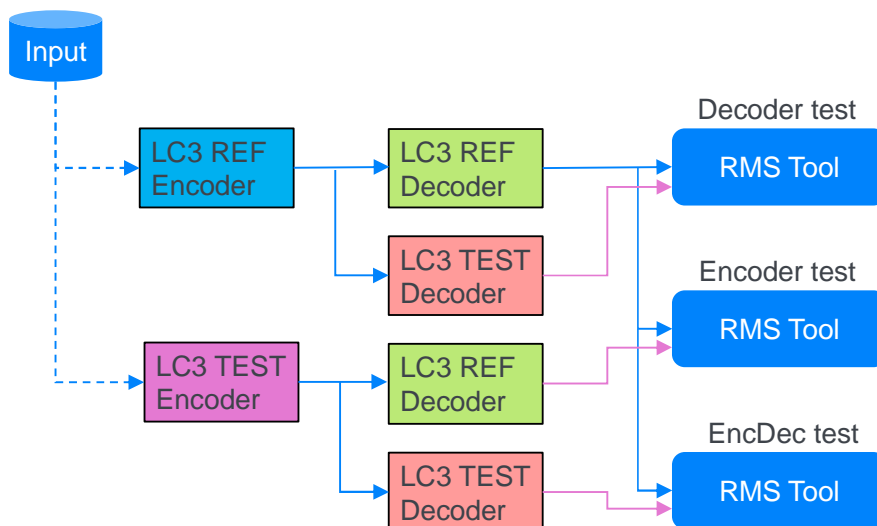 Input
Decoder test
LC3 REF
Encoder
LC3 REF
Decoder
RMS Tool
LC3 TEST
Decoder
Encoder test
RMS Tool
LC3 TEST
Encoder
LC3 REF
Decoder
EncDec test
LC3 TEST
Decoder
RMS Tool